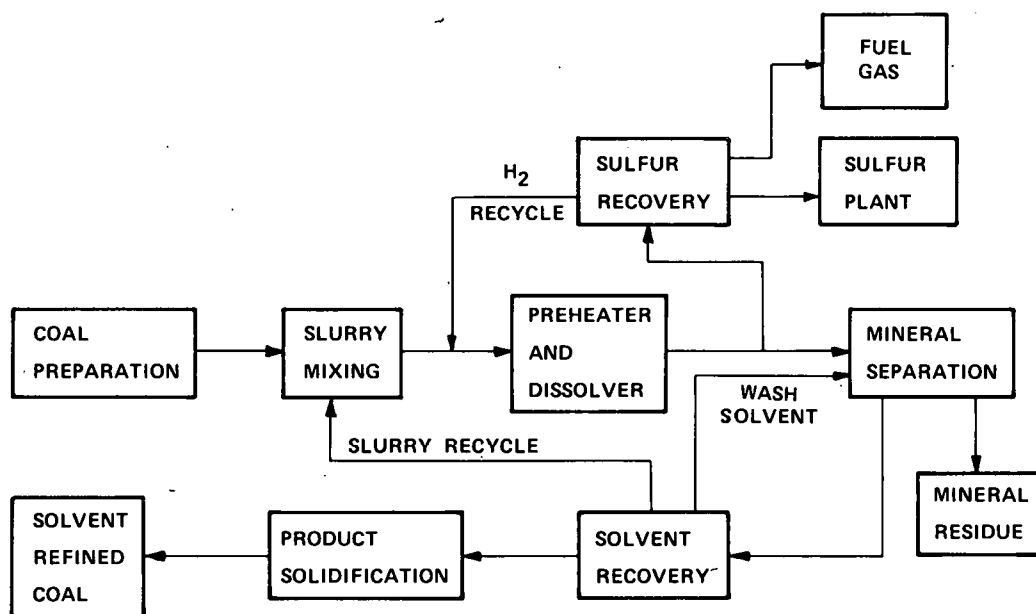 FUEL
GAS
SULFUR
RECOVERY
SULFUR
PLANT
H2
RECYCLE
COAL
PREPARATION
SLURRY
MIXING
PREHEATER
AND
DISSOLVER
MINERAL
SEPARATION
WASH
SOLVENT
SLURRY RECYCLE
SOLVENT
REFINED
COAL
PRODUCT
SOLIDIFICATION
SOLVENT
RECOVERY
MINERAL
RESIDUE